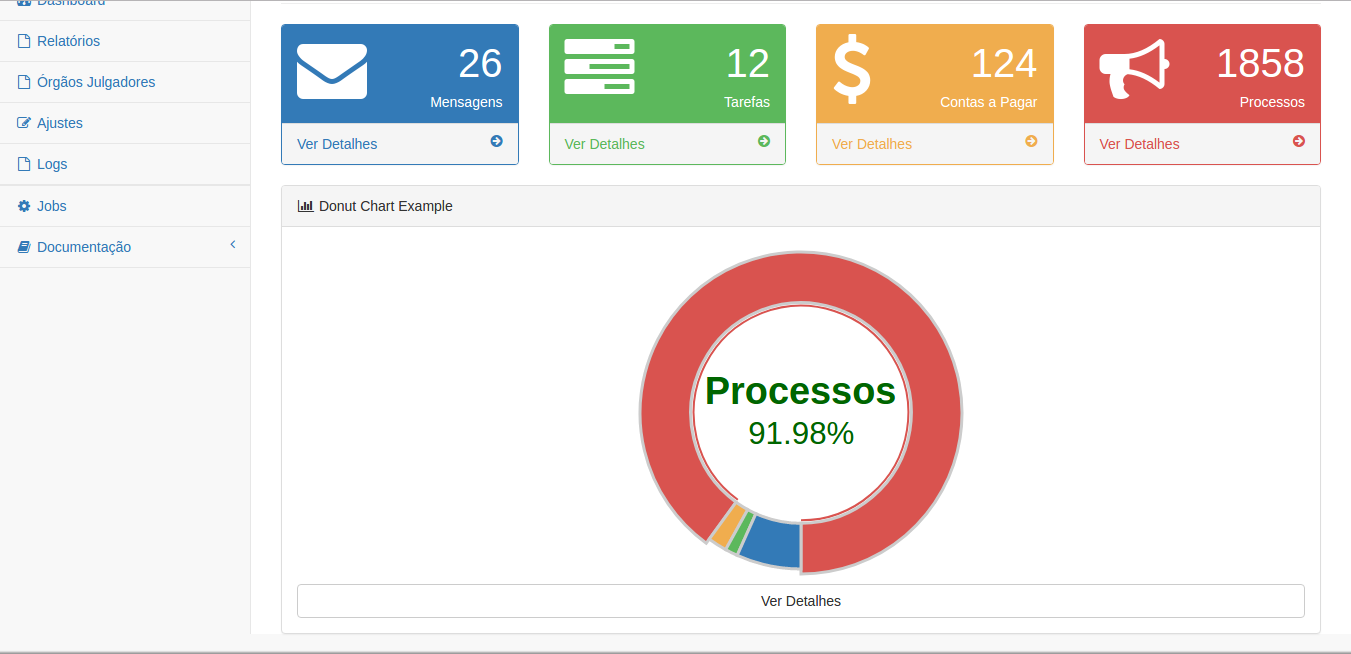 Dashboard
Relatórios
Órgãos Julgadores
Ajustes
Logs
Jobs
Documentação
26
Mensagens
Ver Detalhes
12
Tarefas
Ver Detalhes
124
Contas a Pagar
Ver Detalhes
1858
Processos
Ver Detalhes
Donut Chart Example
Processos
91.98%
Ver Detalhes